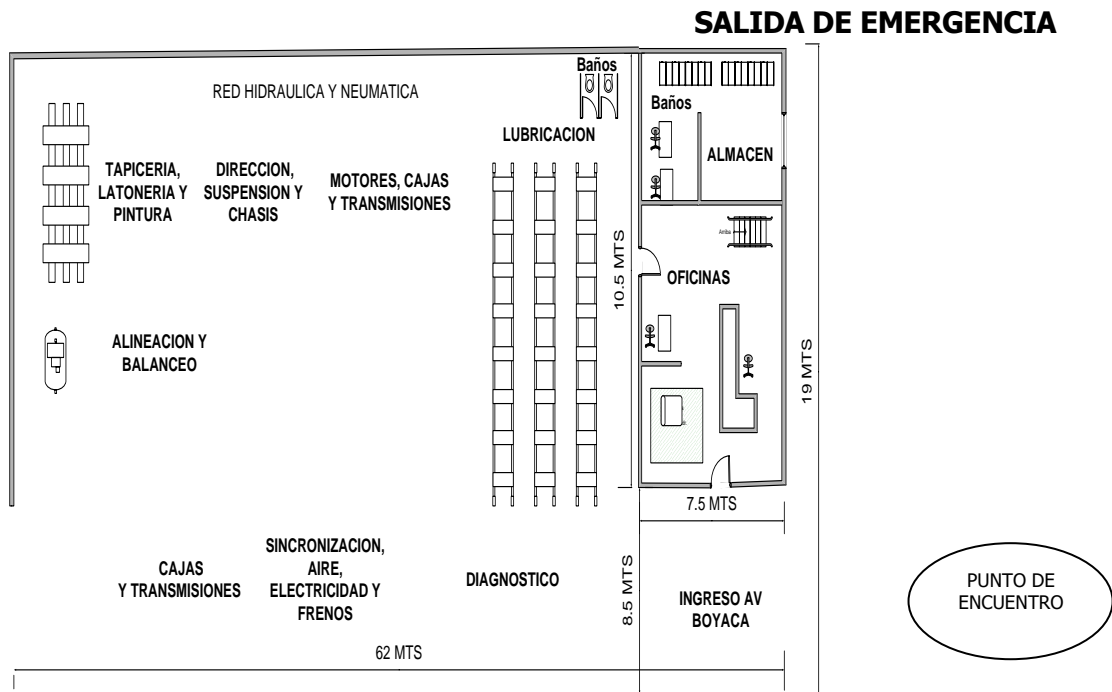 SALIDA DE EMERGENCIA
Baños
RED HIDRAULICA Y NEUMATICA
Baños
LUBRICACION
ALMACEN
TAPICERIA,
LATONERIA Y
PINTURA
DIRECCION,
SUSPENSION Y
CHASIS
MOTORES, CAJAS
Y TRANSMISIONES
Arriba
10.5 MTS
OFICINAS
ALINEACION Y
BALANCEO
19 MTS
7.5 MTS
CAJAS
Y TRANSMISIONES
SINCRONIZACION,
AIRE,
ELECTRICIDAD Y
FRENOS
DIAGNOSTICO
8.5 MTS
INGRESO AV
BOYACA
PUNTO DE
ENCUENTRO
62 MTS